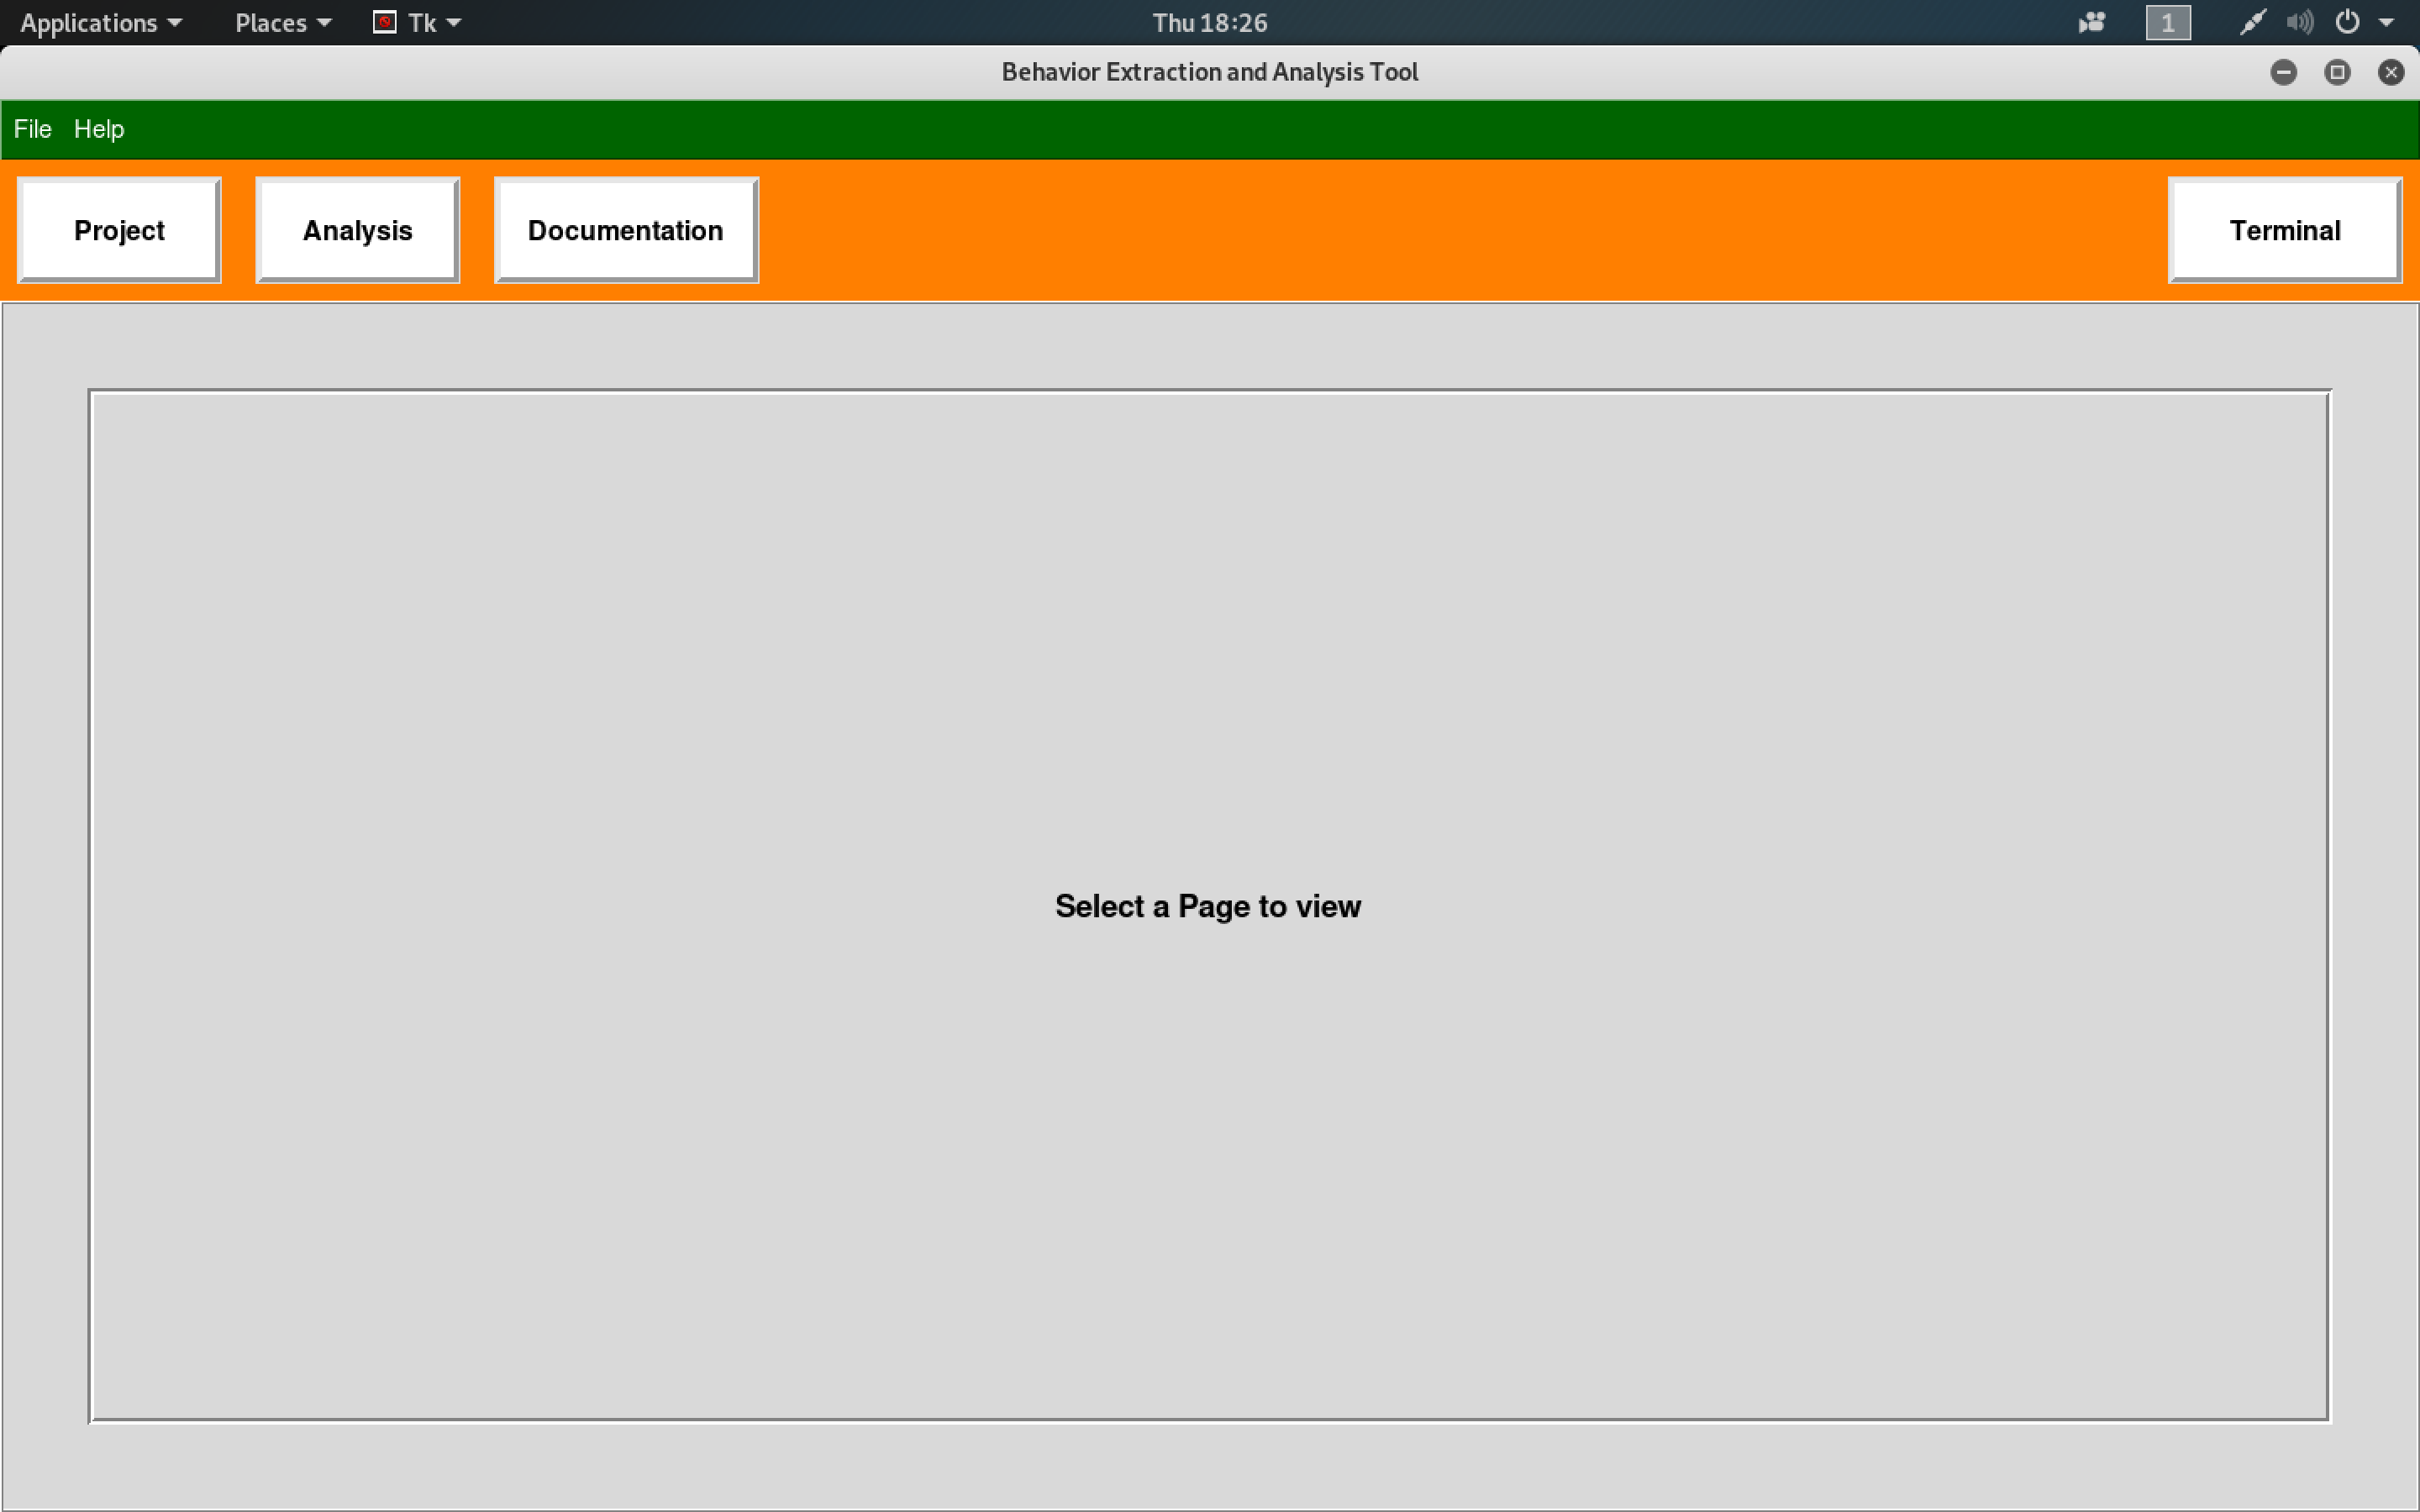 Applications Places Tk Thu 18:26 1
Behavior Extraction and Analysis Tool
File Help
Project Analysis Documentation Terminal
Select a Page to view